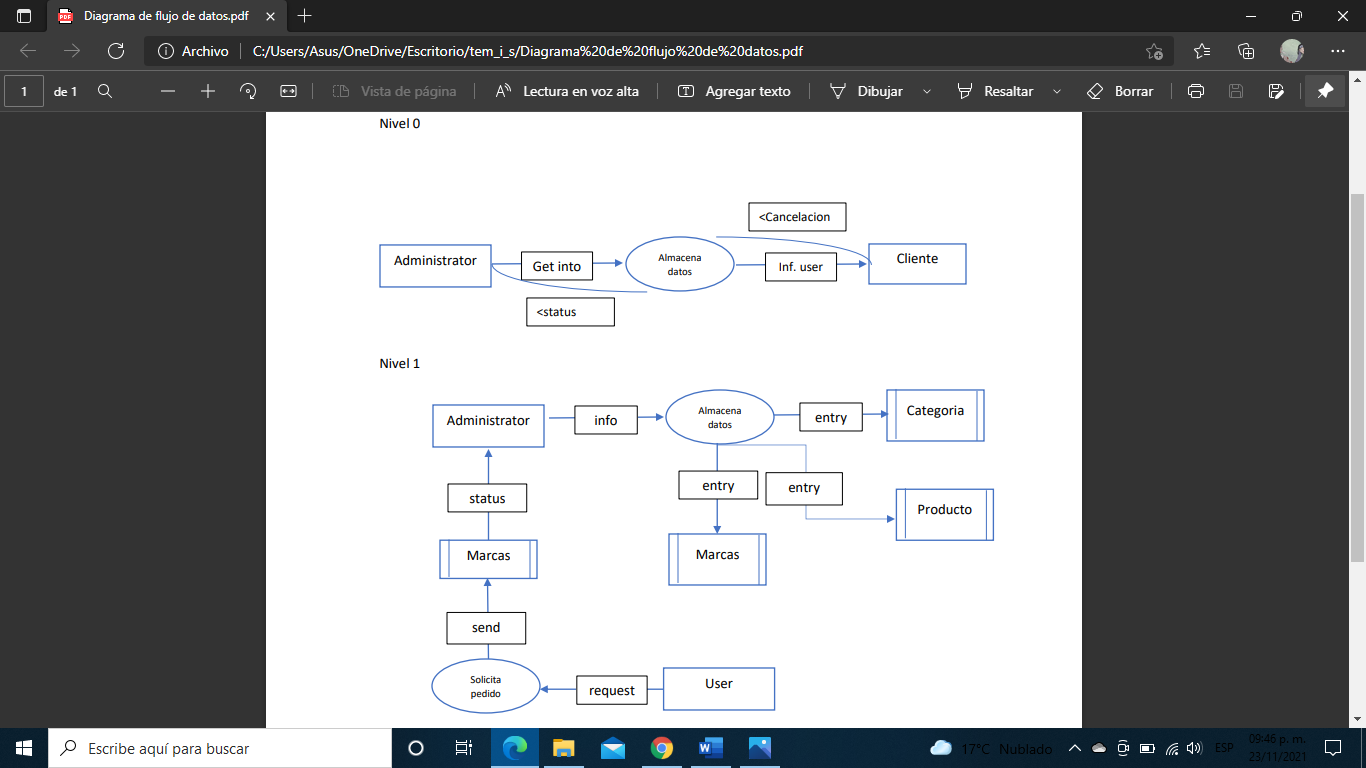 Diagrama de flujo de datos.pdf
Archivo C:/Users/Asus/OneDrive/Escritorio/tem_i_s/Diagrama%20de%20flujo%20de%20datos.pdf
1 de 1 Vista de página Lectura en voz alta Agregar texto Dibujar Resaltar Borrar
Nivel 0
<Cancelacion
Administrator
Get into
Almacena
datos
Inf. user
Cliente
<status
Nivel 1
Administrator
info
Almacena
datos
entry
Categoria
status
entry
entry
Producto
Marcas
Marcas
send
Solicita
pedido
request
User
Escribe aquí para buscar
17°C Nublado
ESP
09:46 p. m.
23/11/2021